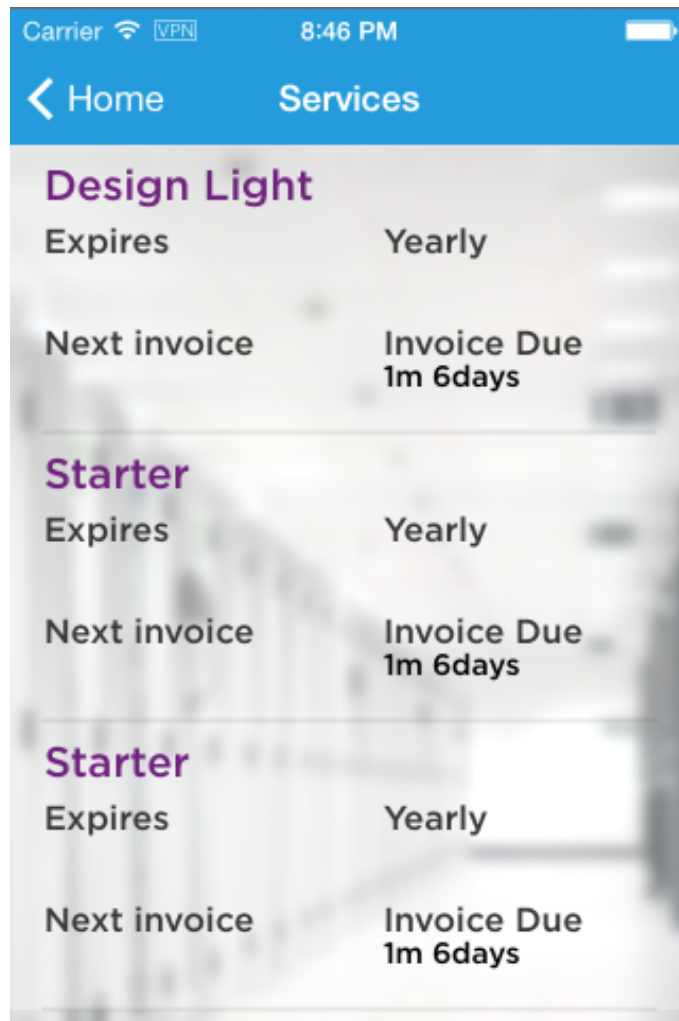 Carrier VPN 8:46 PM
Home Services
Design Light
Expires Yearly
Next invoice Invoice Due
1m 6days
Starter
Expires Yearly
Next invoice Invoice Due
1m 6days
Starter
Expires Yearly
Next invoice Invoice Due
1m 6days